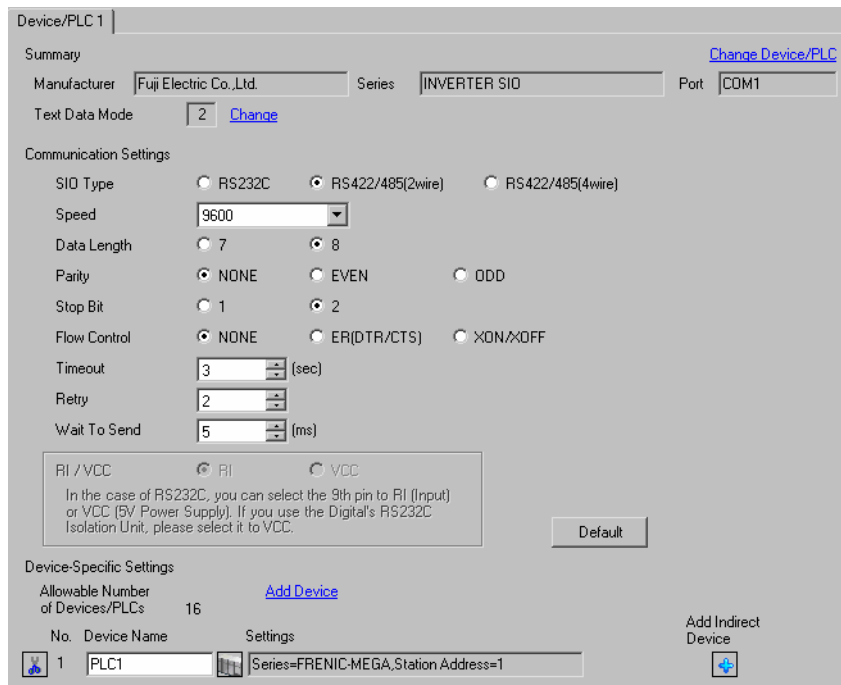 Device/PLC 1
Summary
Change Device/PLC
Manufacturer Fuji Electric Co.,Ltd. Series INVERTER SIO Port COM1
Text Data Mode 2 Change
Communication Settings
SIO Type RS232C RS422/485(2wire) RS422/485(4wire)
Speed 9600
Data Length 7 8
Parity NONE EVEN ODD
Stop Bit 1 2
Flow Control NONE ER(DTR/CTS) XON/XOFF
Timeout 3 (sec)
Retry 2
Wait To Send 5 (ms)
RI / VCC RI VCC
In the case of RS232C, you can select the 9th pin to RI (Input)
or VCC (5V Power Supply). If you use the Digital's RS232C
Isolation Unit, please select it to VCC.
Default
Device-Specific Settings
Allowable Number
of Devices/PLCs 16
Add Device
No. Device Name Settings
Add Indirect
Device
1 PLC1 Series=FRENIC-MEGA,Station Address=1